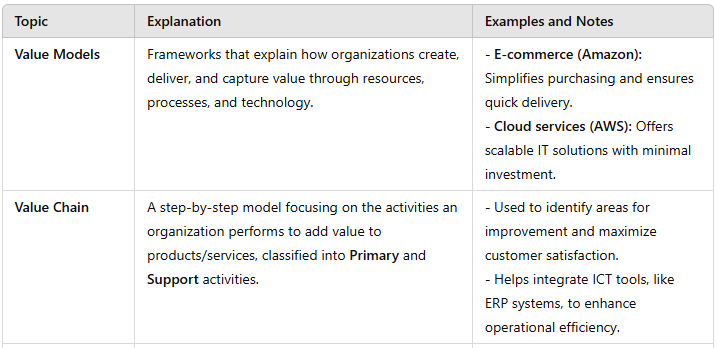 Topic Explanation Examples and Notes
Value Models
Frameworks that explain how organizations create,
deliver, and capture value through resources,
processes, and technology.
- E-commerce (Amazon):
Simplifies purchasing and ensures
quick delivery.
- Cloud services (AWS): Offers
scalable IT solutions with minimal
investment.
Value Chain
A step-by-step model focusing on the activities an
organization performs to add value to
products/services, classified into Primary and
Support activities.
- Used to identify areas for
improvement and maximize
customer satisfaction.
- Helps integrate ICT tools, like
ERP systems, to enhance
operational efficiency.